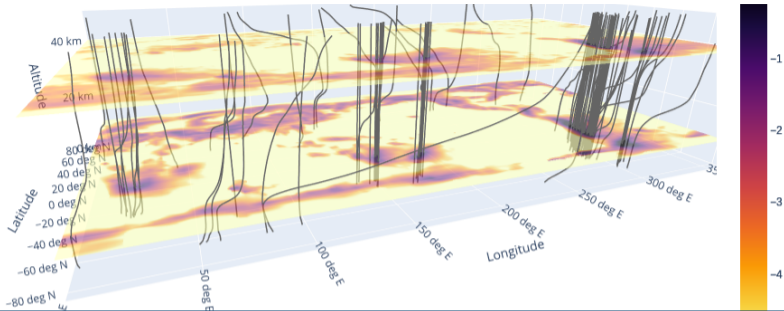 40 km
20 km
Altitude
0 km
80 deg N
60 deg N
40 deg N
20 deg N
0 deg N
−20 deg N
−40 deg N
−60 deg N
−80 deg N
Latitude
50 deg E
100 deg E
150 deg E
200 deg E
250 deg E
300 deg E
Longitude
−1
−2
−3
−4